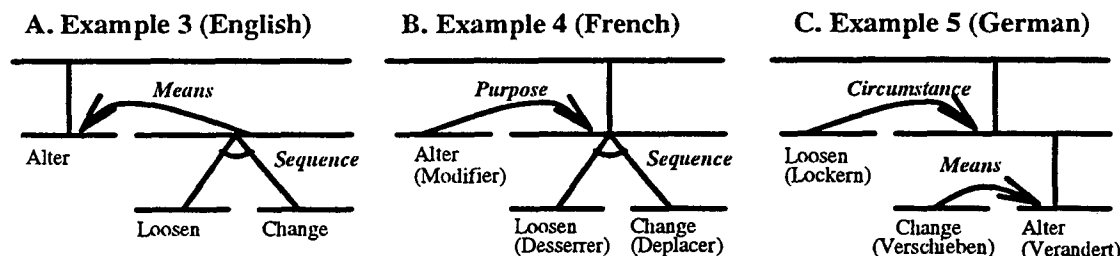 A. Example 3 (English)
B. Example 4 (French)
C. Example 5 (German)
Means
Alter
Sequence
Loosen
Change
Purpose
Alter
(Modifier)
Sequence
Loosen
(Desserrer)
Change
(Deplacer)
Circumstance
Loosen
(Lockern)
Means
Change
(Verschieben)
Alter
(Verandert)